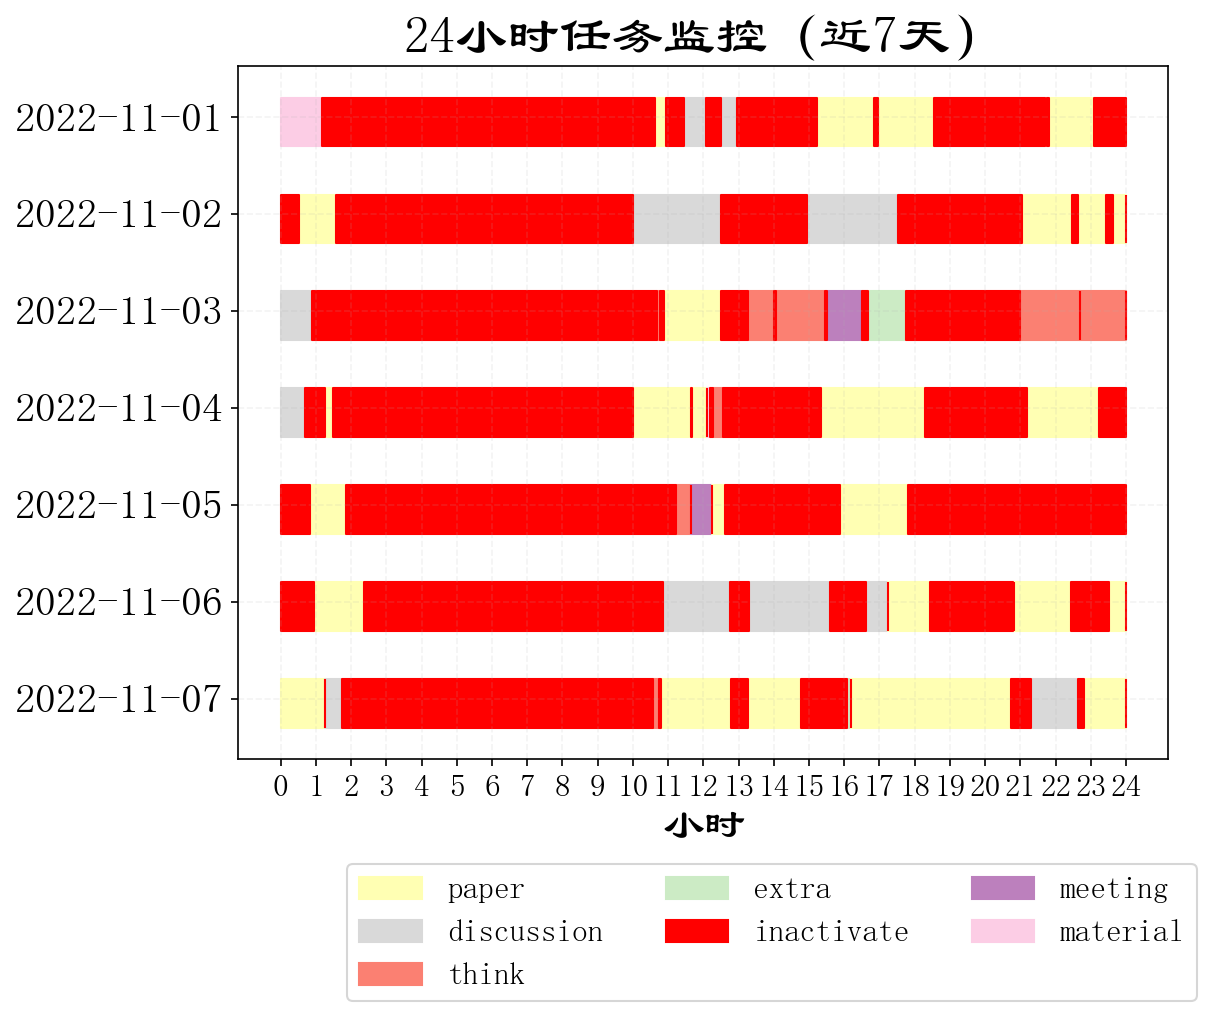 24小时任务监控 (近7天)
2022-11-01
2022-11-02
2022-11-03
2022-11-04
2022-11-05
2022-11-06
2022-11-07
0 1 2 3 4 5 6 7 8 9 10 11 12 13 14 15 16 17 18 19 20 21 22 23 24
小时
paper extra meeting
discussion inactivate material
think